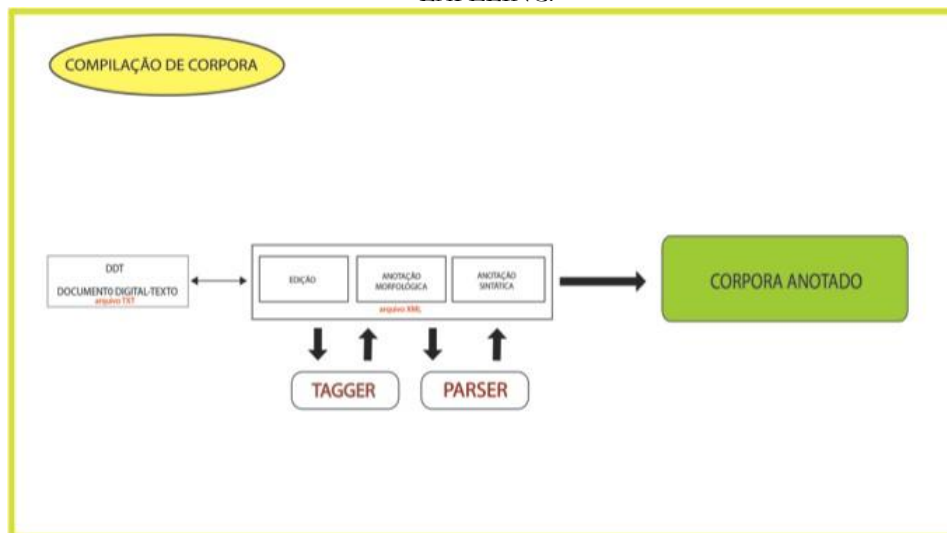 COMPILAÇÃO DE CORPORA
DDT
DOCUMENTO DIGITAL-TEXTO
arquivo TXT
EDIÇÃO
ANOTAÇÃO
MORFOLÓGICA
ANOTAÇÃO
SINTÁTICA
arquivo XML
CORPORA ANOTADO
TAGGER
PARSER